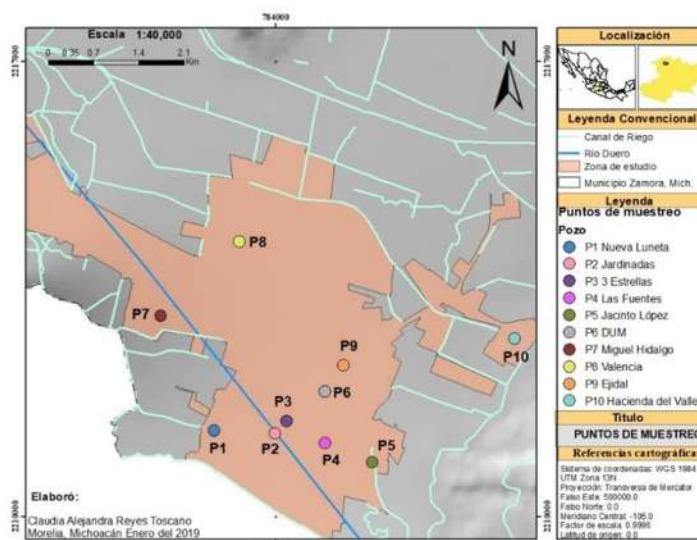 Escala 1:40,000
0 0.35 0.7 1.4 2.1
Km
784000
2217000
2217000
N
P8
P7
P10
P9
P6
P3
P1
P2
P4
P5
Elaboró:
Claudia Alejandra Reyes Toscano
Morelia, Michoacán Enero del 2019
2210000
2210000
Localización
Leyenda Convencional
Canal de Riego
Río Duero
Zona de estudio
Municipio Zamora, Mich.
Leyenda
Puntos de muestreo
Pozo
P1 Nueva Luneta
P2 Jardinadas
P3 3 Estrellas
P4 Las Fuentes
P5 Jacinto López
P6 DUM
P7 Miguel Hidalgo
P8 Valencia
P9 Ejidal
P10 Hacienda del Valle
Título
PUNTOS DE MUESTREO
Referencias cartográficas
Sistema de coordenadas: WGS 1984
UTM Zona 13N
Proyección: Transversa de Mercator
Falso Este: 500000.0
Falso Norte: 0.0
Meridiano Central: -105.0
Factor de escala: 0.9996
Latitud de origen: 0.0